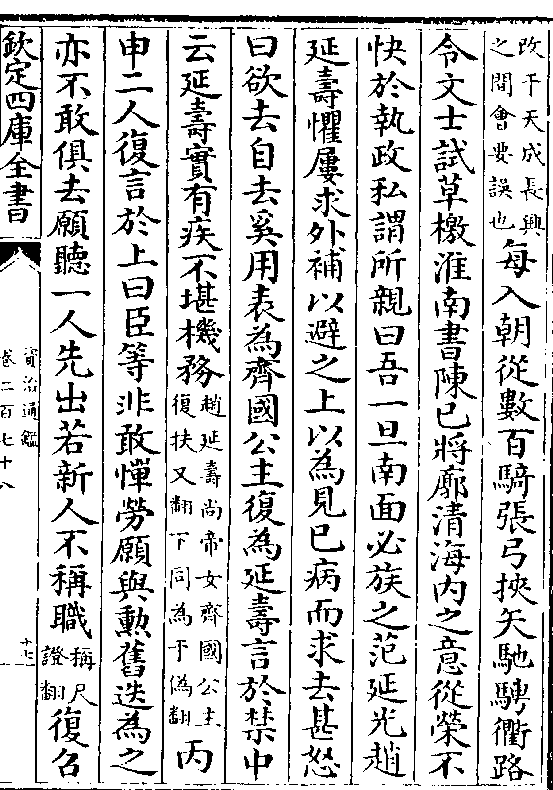 改干天成長興之間會要誤也每入朝從數百騎張弓挾矢馳騁衢路
令文士試草檄淮南書陳已將廓清海内之意從榮不
快於執政私謂所親曰吾一旦南面必族之范延光趙
延壽懼屢求外補以避之上以為見已病而求去甚怒
曰欲去自去奚用表為齊國公主復為延壽言於禁中
云延壽實有疾不堪機務趙延壽尚帝女齊國公主復扶又翻下同為于偽翻丙
申二人復言於上曰臣等非敢憚勞願與勲舊迭為之
亦不敢俱去願聽一人先出若新人不稱職稱尺證翻復召
欽定四庫全書
資治通鑑
卷二百七十八
十七